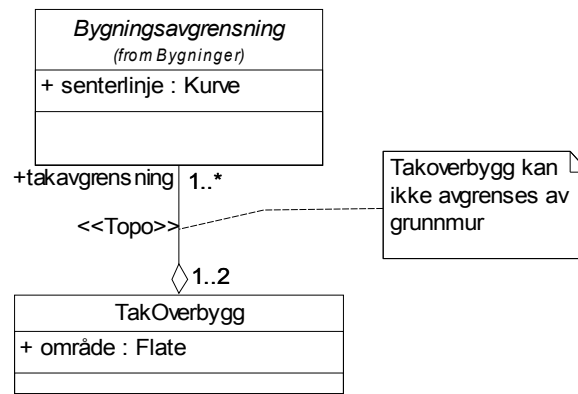 Bygningsavgrensning
(from Bygninger)
+ senterlinje : Kurve
+takavgrensning
1..*
<<Topo>>
Takoverbygg kan
ikke avgrenses av
grunnmur
1..2
TakOverbygg
+ område : Flate